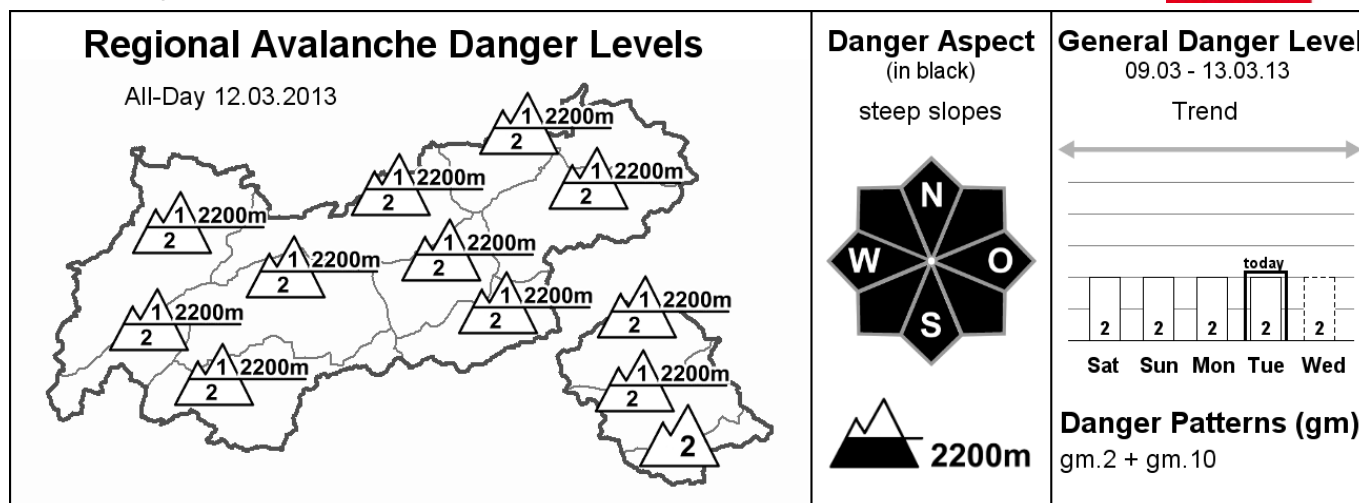 Regional Avalanche Danger Levels
All-Day 12.03.2013
1 2200m
2
1 2200m
2
1 2200m
2
1 2200m
2
1 2200m
2
1 2200m
2
1 2200m
2
1 2200m
2
1 2200m
2
1 2200m
2
1 2200m
2
1 2200m
2
2
Danger Aspect
(in black)
steep slopes
N
W O
S
2200m
General Danger Level
09.03 - 13.03.13
Trend
today
2 2 2 2 2
Sat Sun Mon Tue Wed
Danger Patterns (gm)
gm.2 + gm.10